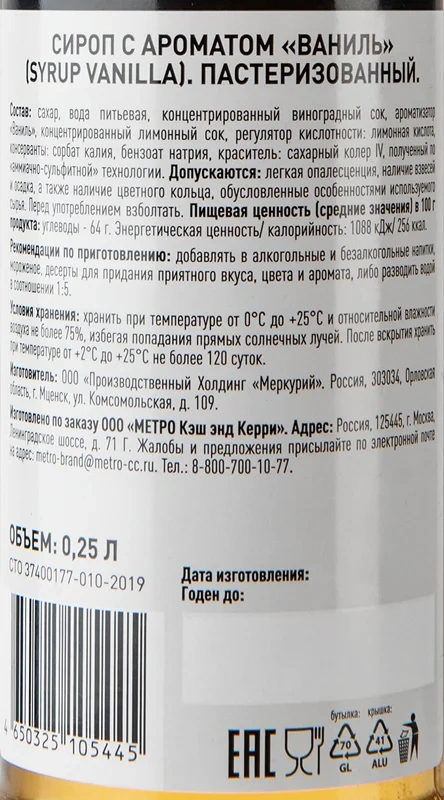 СИРОП С АРОМАТОМ «ВАНИЛЬ»
(SYRUP VANILLA). ПАСТЕРИЗОВАННЫЙ.
Состав: сахар, вода питьевая, концентрированный виноградный сок, ароматизатор
«Ваниль», концентрированный лимонный сок, регулятор кислотности: лимонная кислота,
консерванты: сорбат калия, бензоат натрия, краситель: сахарный колер IV, полученный по
«аммиачно-сульфитной» технологии. Допускаются: легкая опалесценция, наличие взвесей
и осадка, а также наличие цветного кольца, обусловленные особенностями используемого
сырья. Перед употреблением взболтать. Пищевая ценность (средние значения) в 100 г
продукта: углеводы - 64 г. Энергетическая ценность/ калорийность: 1088 кДж/ 256 ккал.
Рекомендации по приготовлению: добавлять в алкогольные и безалкогольные напитки,
мороженое, десерты для придания приятного вкуса, цвета и аромата, либо разводить водой
в соотношении 1:5.
Условия хранения: хранить при температуре от 0°С до +25°С и относительной влажности
воздуха не более 75%, избегая попадания прямых солнечных лучей. После вскрытия хранить
при температуре от +2°С до +25°С не более 120 суток.
Изготовитель: ООО «Производственный Холдинг «Меркурий». Россия, 303034, Орловская
область, г. Мценск, ул. Комсомольская, д. 109.
Изготовлено по заказу ООО «МЕТРО Кэш энд Керри». Адрес: Россия, 125445, г. Москва,
Ленинградское шоссе, д. 71 Г. Жалобы и предложения присылайте по электронной почте
на адрес: metro-brand@metro-cc.ru. Тел.: 8-800-700-10-77.
ОБЪЕМ: 0,25 Л
СТО 37400177-010-2019
Дата изготовления:
Годен до:
4 650325 105445
EAC
бутылка: крышка:
70 41
GL ALU